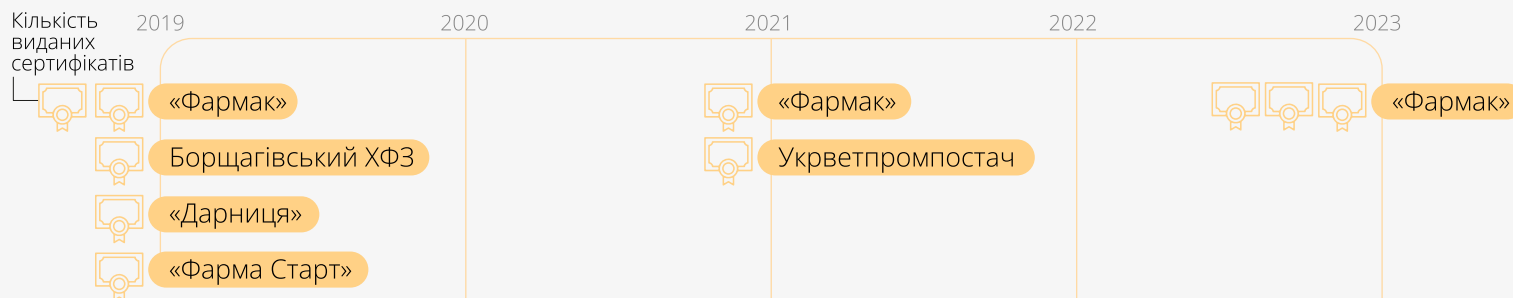 Кількість
виданих
сертифікатів
2019
2020
2021
2022
2023
«Фармак»
«Фармак»
«Фармак»
Борщагівський ХФЗ
Укрветпромпостач
«Дарниця»
«Фарма Старт»